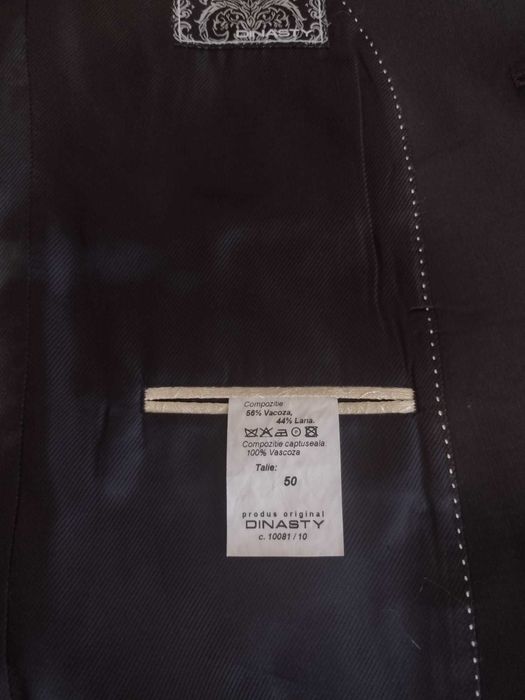 DINASTY
Compozitie
56% Vacoza,
44% Lana.
Compozitie captuseala
100% Vascoza
Talie:
50
produs original
DINASTY
c. 10081 / 10